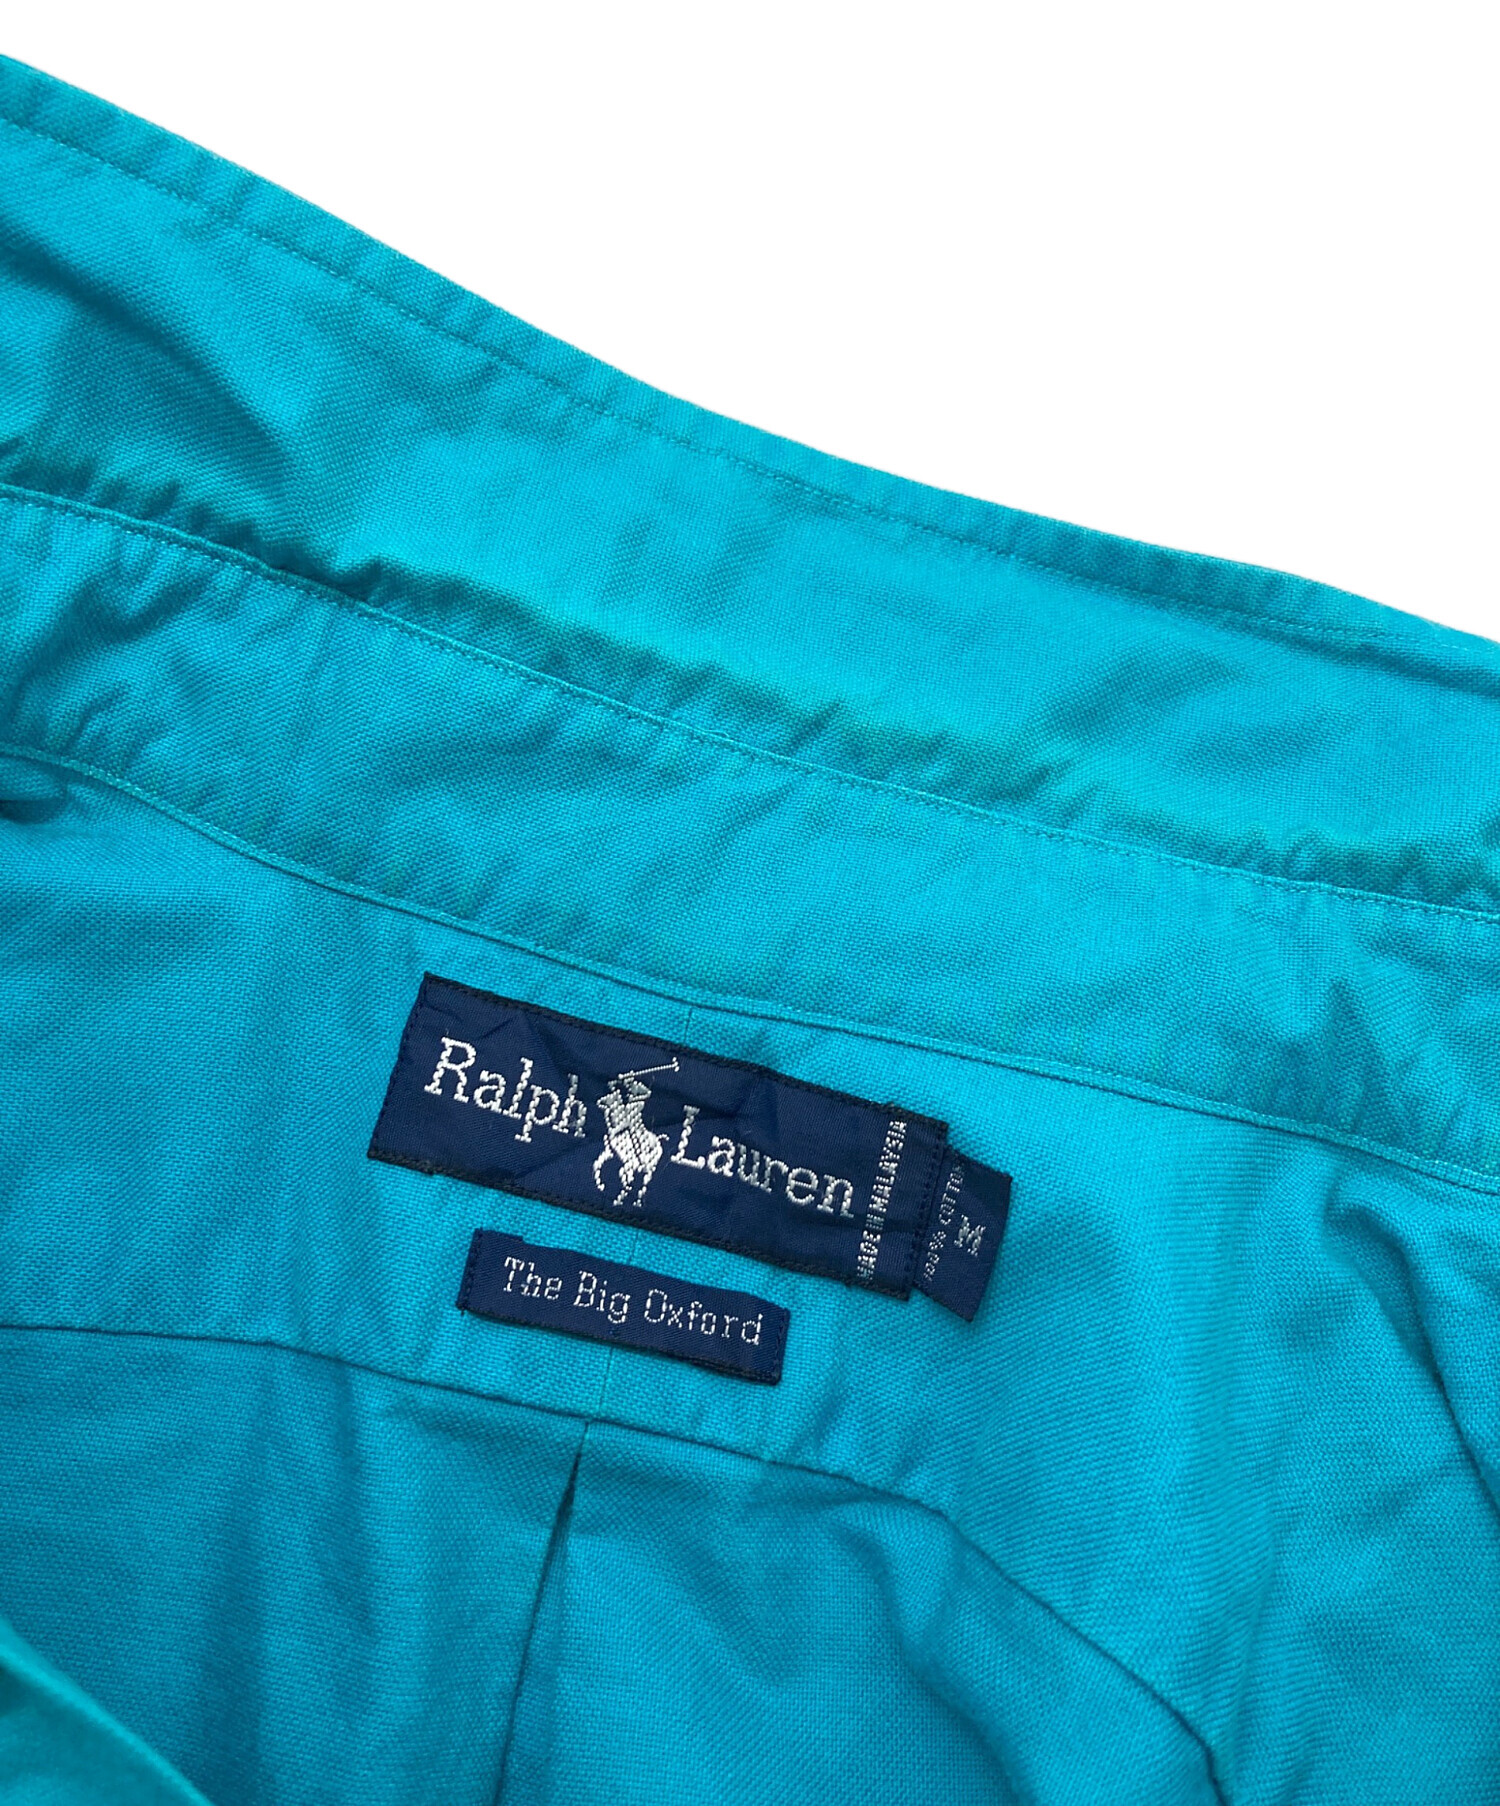 Ralph Lauren
MADE IN MALAYSIA
M
100% COTTON
The Big Oxford